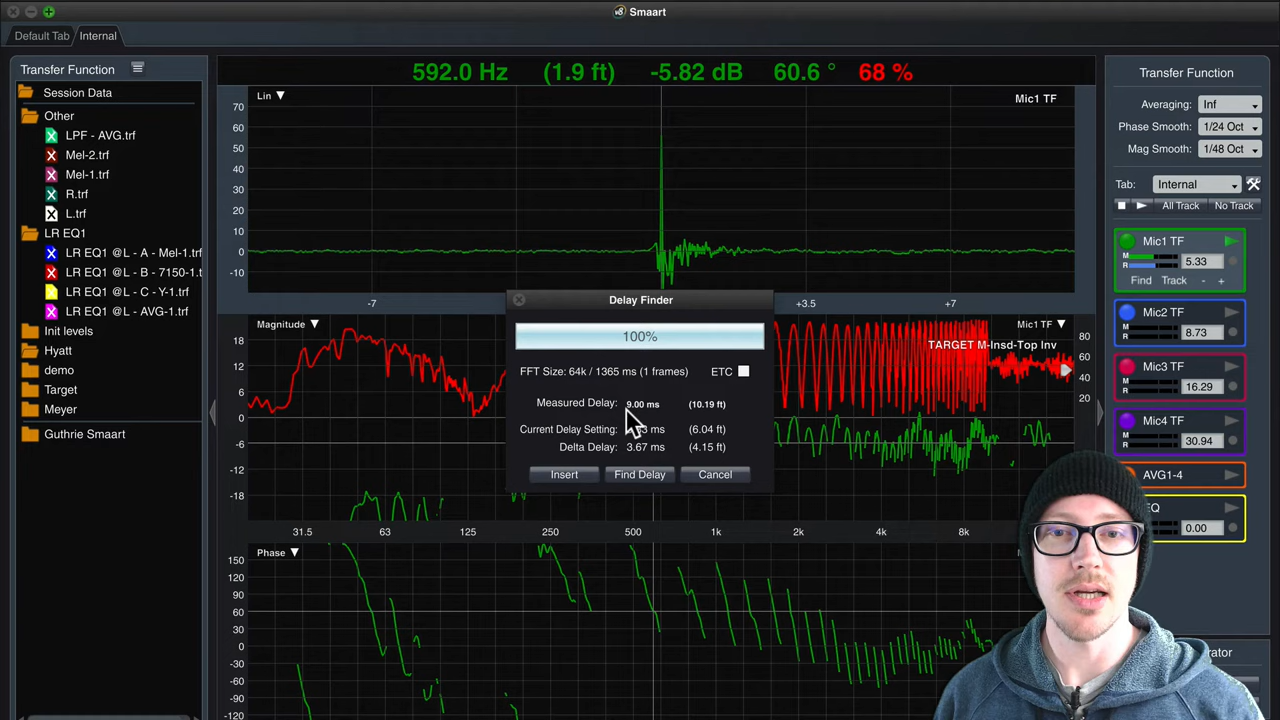 Smaart
Default Tab
Internal
Transfer Function
Session Data
Other
LPF - AVG.trf
Mel-2.trf
Mel-1.trf
R.trf
L.trf
LR EQ1
LR EQ1 @L - A - Mel-1.trf
LR EQ1 @L - B - 7150-1.t
LR EQ1 @L - C - Y-1.trf
LR EQ1 @L - AVG-1.trf
Init levels
Hyatt
demo
Target
Meyer
Guthrie Smaart
592.0 Hz (1.9 ft) -5.82 dB 60.6 ° 68 %
Lin
Mic1 TF
70
60
50
40
30
20
10
0
-10
-7
+3.5
+7
Delay Finder
100%
FFT Size: 64k / 1365 ms (1 frames)
ETC
Measured Delay: 9.00 ms (10.19 ft)
Current Delay Setting: ms (6.04 ft)
Delta Delay: 3.67 ms (4.15 ft)
Insert
Find Delay
Cancel
Magnitude
Mic1 TF
TARGET M-Insd-Top Inv
18
12
6
0
-6
-12
-18
80
60
40
20
31.5
63
125
250
500
1k
2k
4k
8k
Phase
150
120
90
60
30
0
-30
-60
-90
-120
Transfer Function
Averaging: Inf
Phase Smooth: 1/24 Oct
Mag Smooth: 1/48 Oct
Tab: Internal
All Track
No Track
Mic1 TF
M
R
5.33
Find Track - +
Mic2 TF
M
R
8.73
Mic3 TF
M
R
16.29
Mic4 TF
M
R
30.94
AVG1-4
EQ
0.00